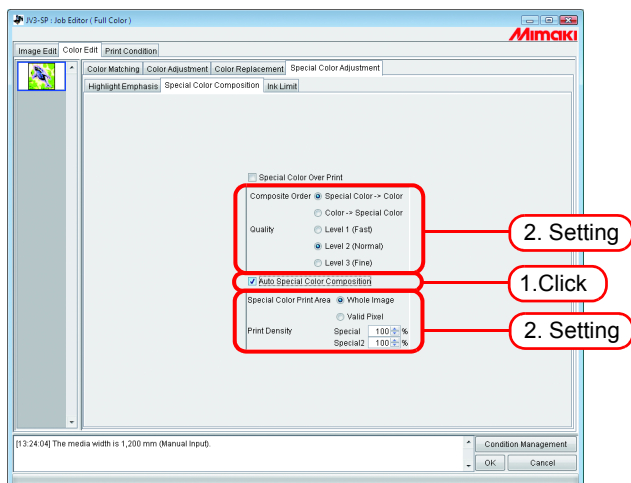 JV3-SP : Job Editor ( Full Color )
Mimaki
Image Edit Color Edit Print Condition
Color Matching Color Adjustment Color Replacement Special Color Adjustment
Highlight Emphasis Special Color Composition Ink Limit
Special Color Over Print
Composite Order Special Color -> Color
Color -> Special Color
Quality Level 1 (Fast)
Level 2 (Normal)
Level 3 (Fine)
2. Setting
Auto Special Color Composition
1.Click
Special Color Print Area Whole Image
Valid Pixel
Print Density Special 100 %
Special2 100 %
2. Setting
[13:24:04] The media width is 1,200 mm (Manual Input).
Condition Management
OK Cancel